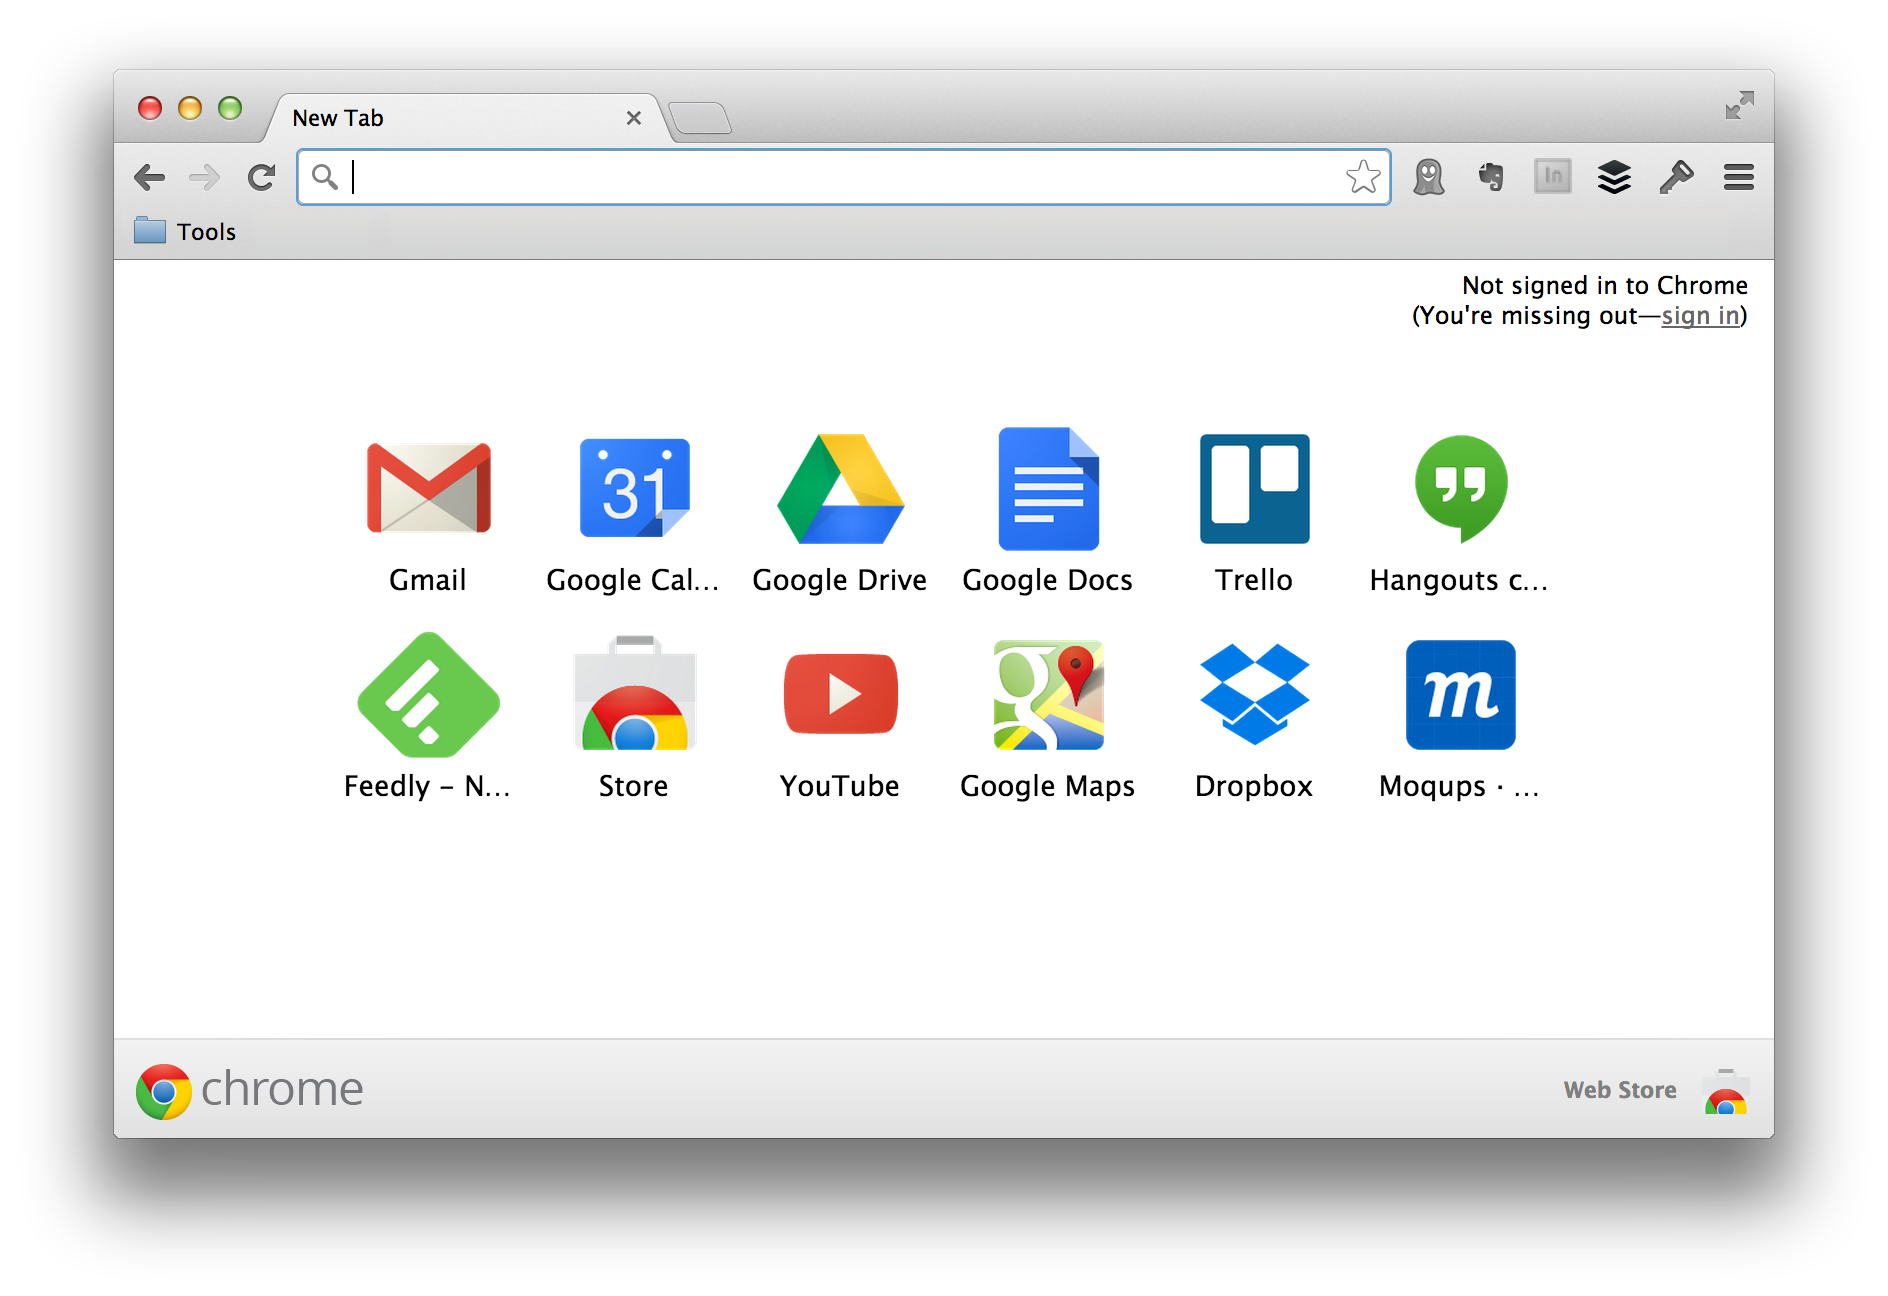 New Tab
In
Tools
Not signed in to Chrome
(You're missing out—sign in)
31
Gmail
Google Cal...
Google Drive
Google Docs
Trello
Hangouts c...
g
m
Feedly – N...
Store
YouTube
Google Maps
Dropbox
Moqups · ...
chrome
Web Store